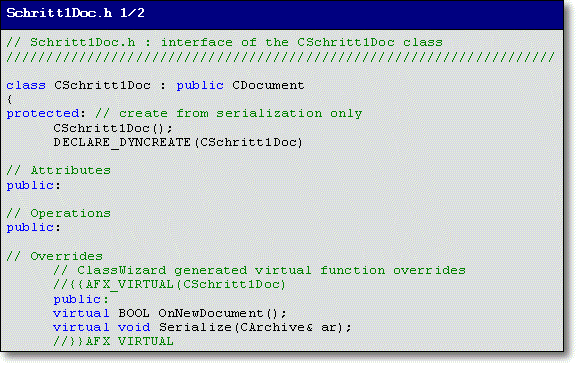 Schritt1Doc.h 1/2
// Schritt1Doc.h : interface of the CSchritt1Doc class
/////////////////////////////////////////////////////////////////////
class CSchritt1Doc : public CDocument
{
protected: // create from serialization only
CSchritt1Doc();
DECLARE_DYNCREATE(CSchritt1Doc)
// Attributes
public:
// Operations
public:
// Overrides
// ClassWizard generated virtual function overrides
//{{AFX_VIRTUAL(CSchritt1Doc)
public:
virtual BOOL OnNewDocument();
virtual void Serialize(CArchive& ar);
//}}AFX_VIRTUAL